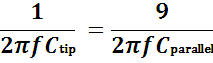 1/(2πfC_tip) = 9/(2πfC_parallel)